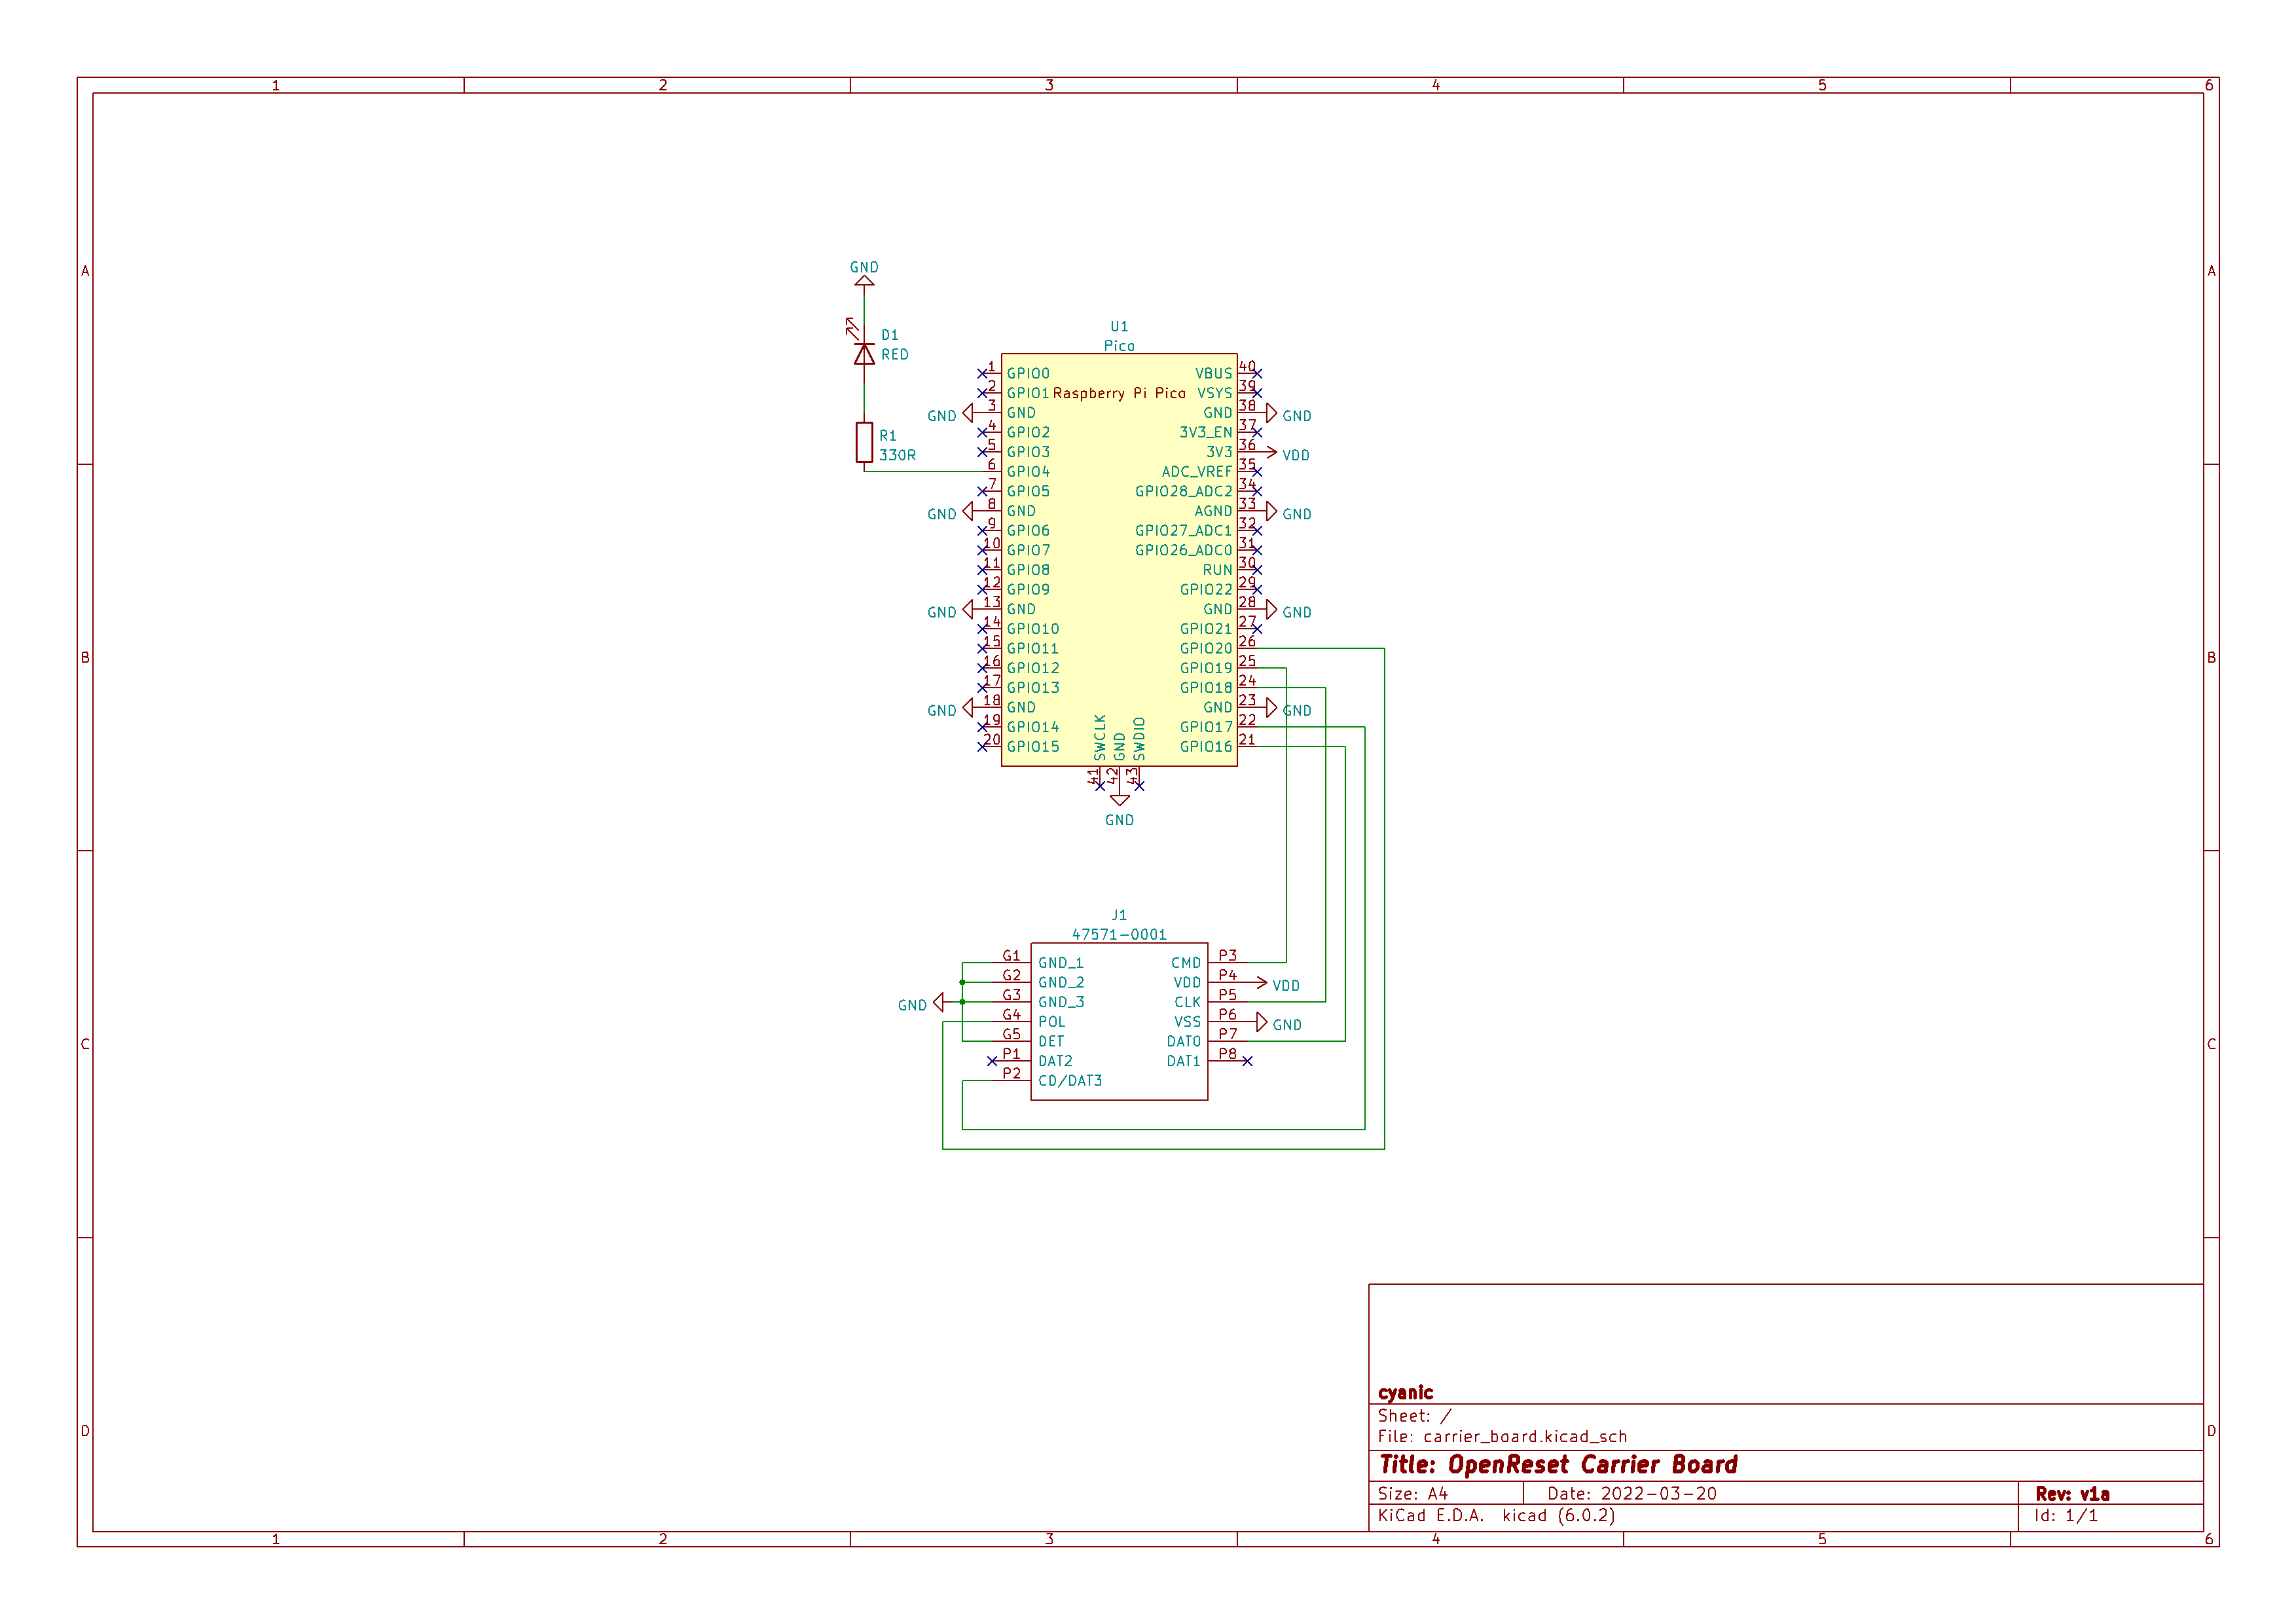 1 2 3 4 5 6
A A
GND
D1
RED
R1
330R
U1
Pico
Raspberry Pi Pico
1 GPIO0 VBUS 40
2 GPIO1 VSYS 39
GND 3 GND GND 38 GND
4 GPIO2 3V3_EN 37
5 GPIO3 3V3 36 VDD
6 GPIO4 ADC_VREF 35
7 GPIO5 GPIO28_ADC2 34
GND 8 GND AGND 33 GND
9 GPIO6 GPIO27_ADC1 32
10 GPIO7 GPIO26_ADC0 31
11 GPIO8 RUN 30
12 GPIO9 GPIO22 29
GND 13 GND GND 28 GND
14 GPIO10 GPIO21 27
15 GPIO11 GPIO20 26
B B
16 GPIO12 GPIO19 25
17 GPIO13 GPIO18 24
GND 18 GND GND 23 GND
19 GPIO14 GPIO17 22
20 GPIO15 GPIO16 21
SWCLK GND SWDIO
41 42 43
GND
J1
47571-0001
G1 GND_1 CMD P3
G2 GND_2 VDD P4 VDD
GND G3 GND_3 CLK P5
G4 POL VSS P6 GND
G5 DET DAT0 P7
P1 DAT2 DAT1 P8
P2 CD/DAT3
C C
cyanic
Sheet: /
File: carrier_board.kicad_sch
D D
Title: OpenReset Carrier Board
Size: A4 Date: 2022-03-20 Rev: v1a
KiCad E.D.A. kicad (6.0.2) Id: 1/1
1 2 3 4 5 6